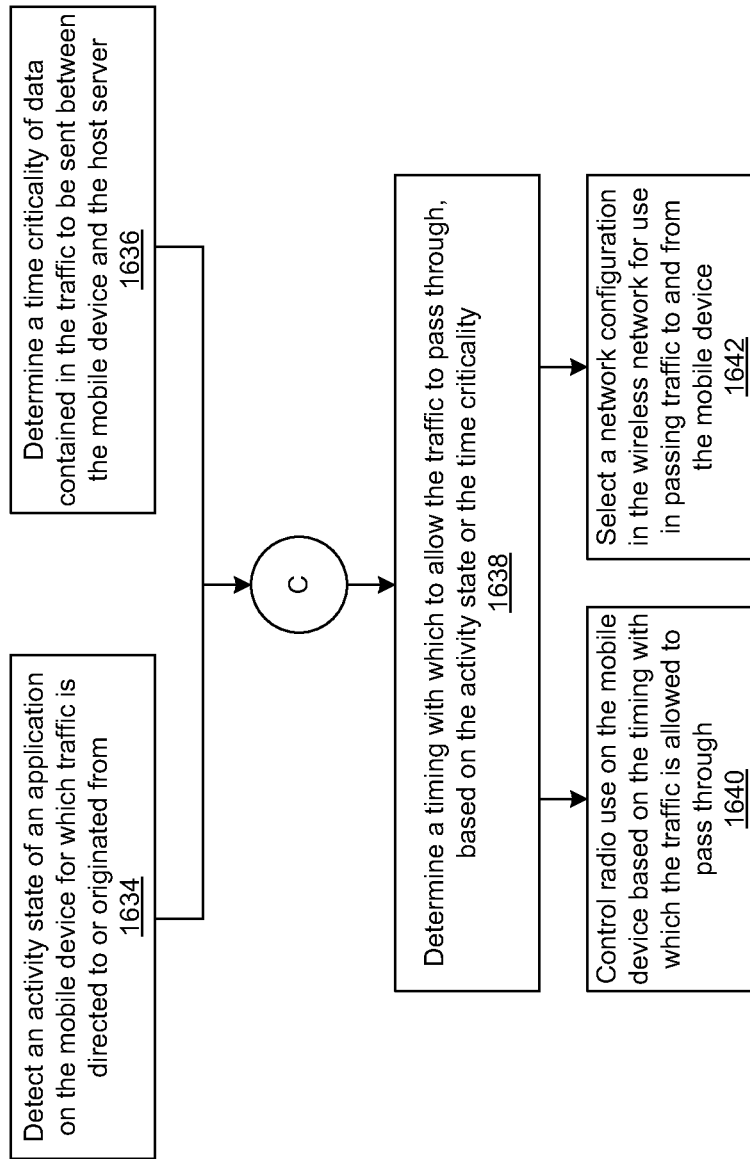 Detect an activity state of an application
on the mobile device for which traffic is
directed to or originated from
1634
Determine a time criticality of data
contained in the traffic to be sent between
the mobile device and the host server
1636
C
Determine a timing with which to allow the traffic to pass through,
based on the activity state or the time criticality
1638
Control radio use on the mobile
device based on the timing with
which the traffic is allowed to
pass through
1640
Select a network configuration
in the wireless network for use
in passing traffic to and from
the mobile device
1642